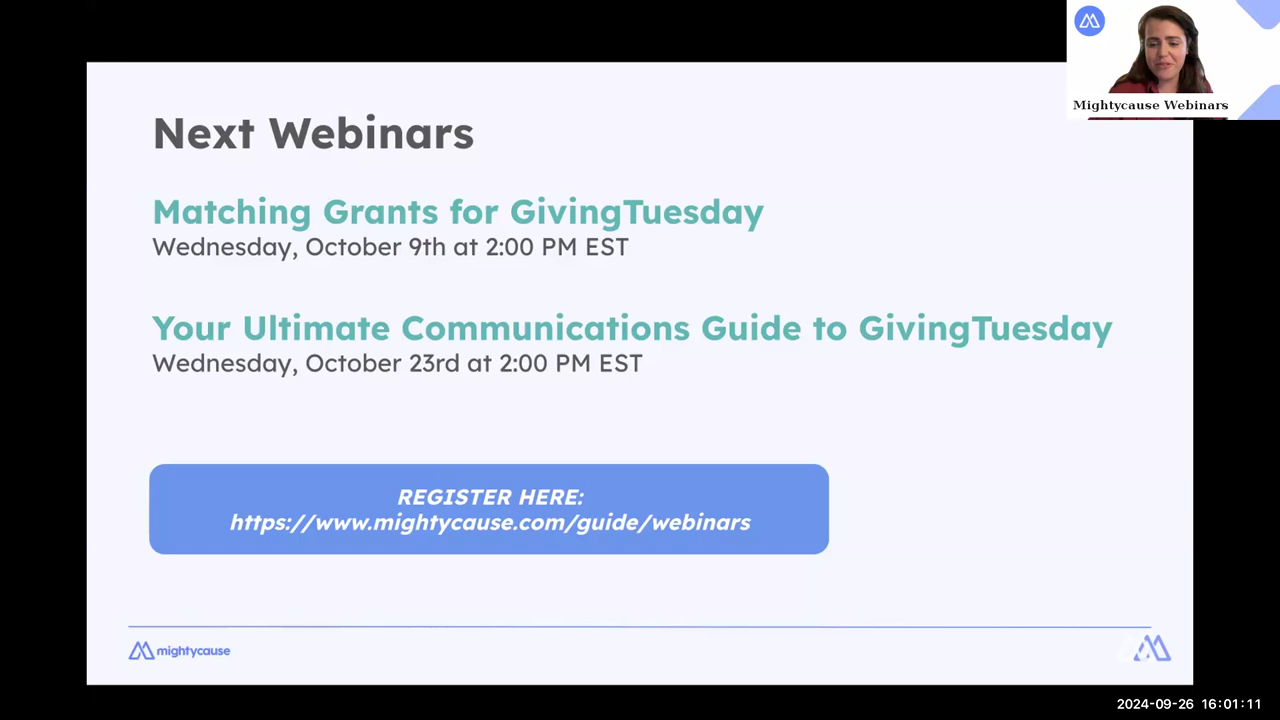 Mightycause Webinars
Next Webinars
Matching Grants for GivingTuesday
Wednesday, October 9th at 2:00 PM EST
Your Ultimate Communications Guide to GivingTuesday
Wednesday, October 23rd at 2:00 PM EST
REGISTER HERE:
https://www.mightycause.com/guide/webinars
mightycause
2024-09-26 16:01:11